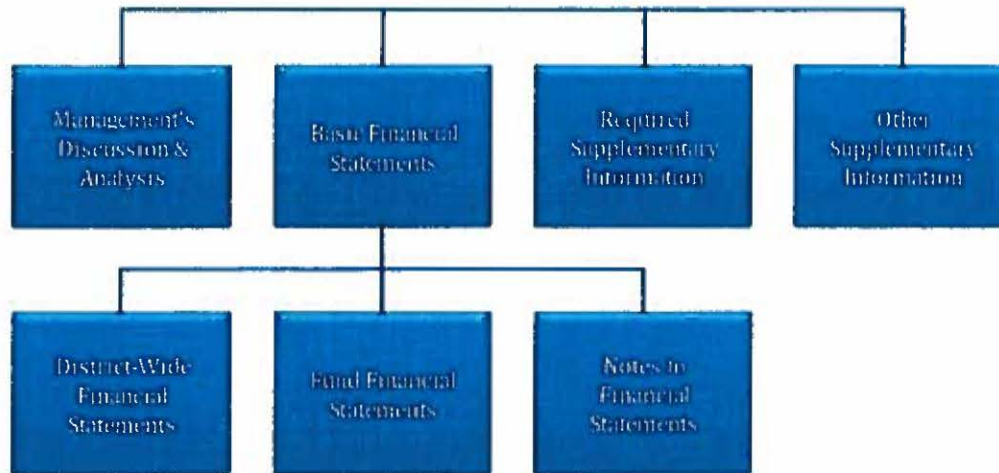 Management's
Discussion &
Analysis
Basic Financial
Statements
Required
Supplementary
Information
Other
Supplementary
Information
District-Wide
Financial
Statements
Fund Financial
Statements
Notes to
Financial
Statements